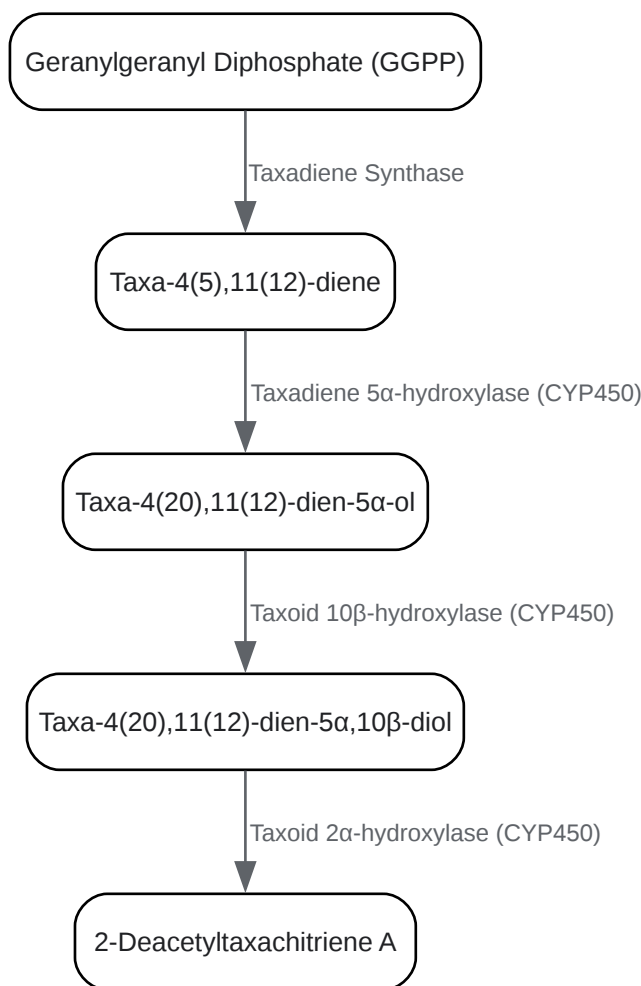 Geranylgeranyl Diphosphate (GGPP)
Taxadiene Synthase
Taxa-4(5),11(12)-diene
Taxadiene 5α-hydroxylase (CYP450)
Taxa-4(20),11(12)-dien-5α-ol
Taxoid 10β-hydroxylase (CYP450)
Taxa-4(20),11(12)-dien-5α,10β-diol
Taxoid 2α-hydroxylase (CYP450)
2-Deacetyltaxachitriene A